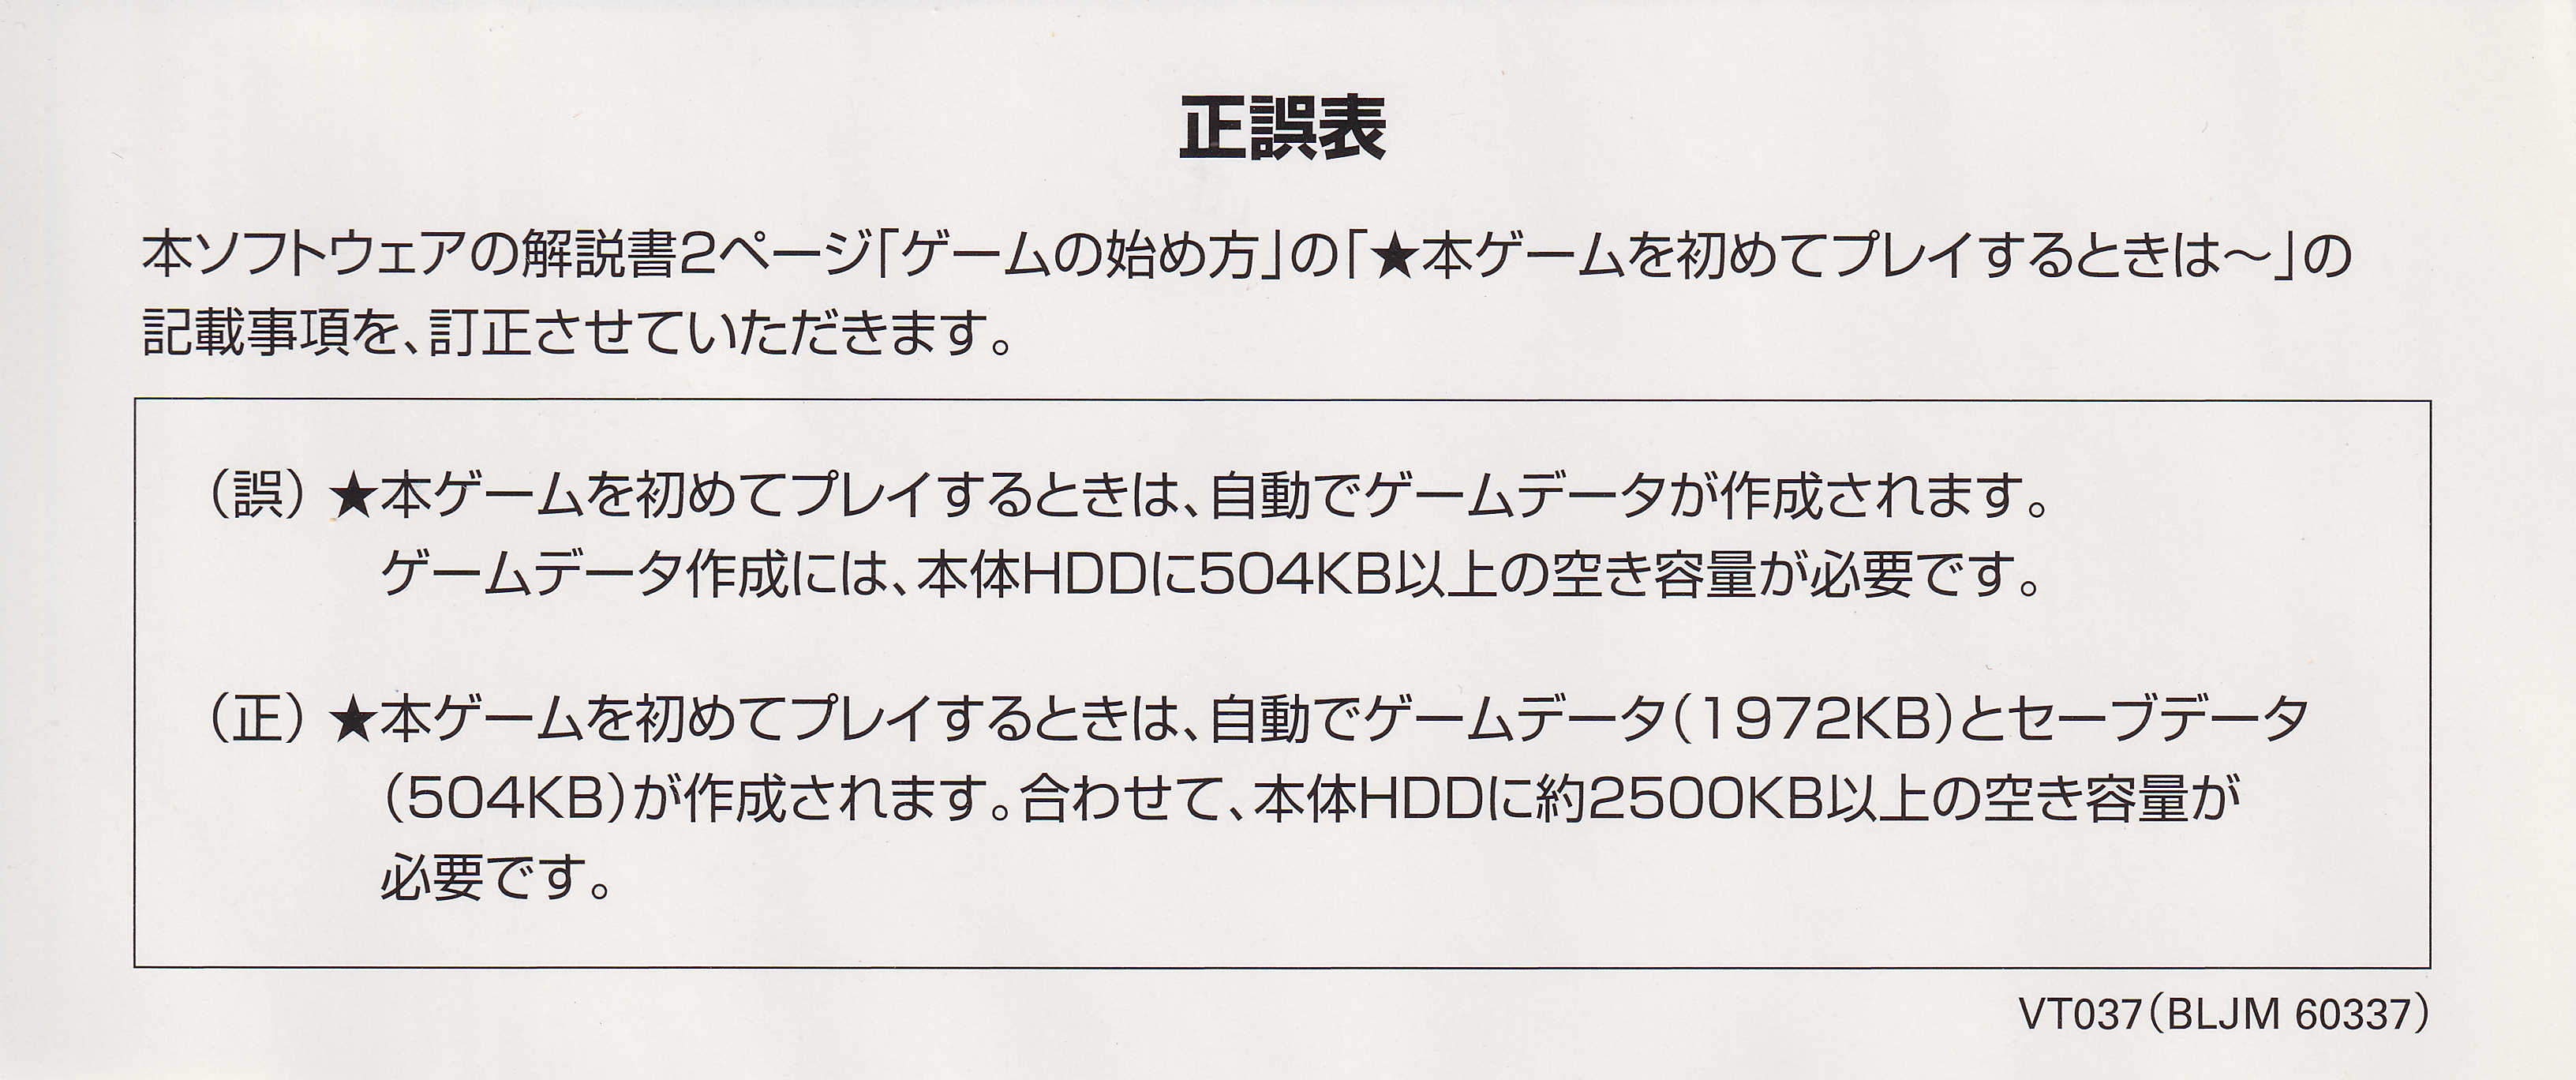 正誤表
本ソフトウェアの解説書2ページ「ゲームの始め方」の「★本ゲームを初めてプレイするときは～」の
記載事項を、訂正させていただきます。
（誤）★本ゲームを初めてプレイするときは、自動でゲームデータが作成されます。
ゲームデータ作成には、本体HDDに504KB以上の空き容量が必要です。
（正）★本ゲームを初めてプレイするときは、自動でゲームデータ（1972KB）とセーブデータ
（504KB）が作成されます。合わせて、本体HDDに約2500KB以上の空き容量が
必要です。
VT037（BLJM 60337）